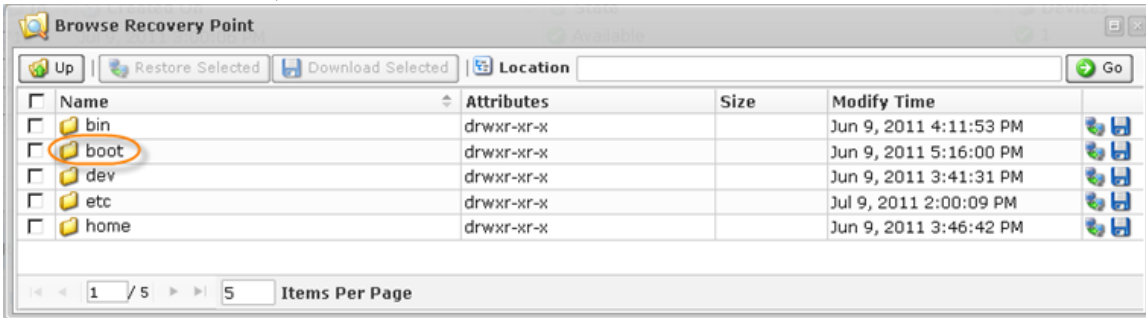 Browse Recovery Point
Up | Restore Selected Download Selected | Location Go
Name Attributes Size Modify Time
bin drwxr-xr-x Jun 9, 2011 4:11:53 PM
boot drwxr-xr-x Jun 9, 2011 5:16:00 PM
dev drwxr-xr-x Jun 9, 2011 3:41:31 PM
etc drwxr-xr-x Jul 9, 2011 2:00:09 PM
home drwxr-xr-x Jun 9, 2011 3:46:42 PM
1 / 5 5 Items Per Page